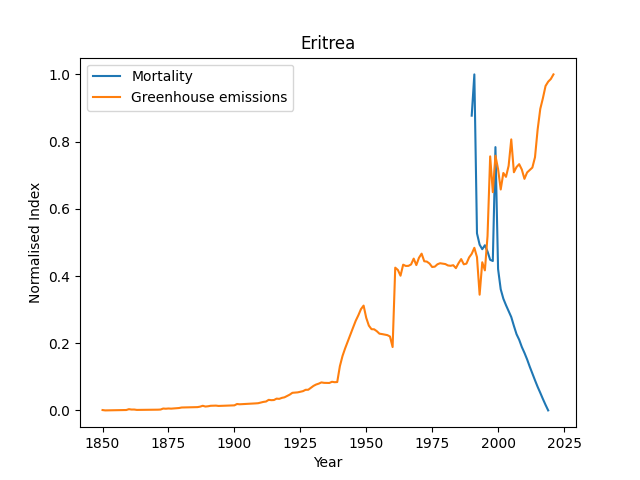 Eritrea
Mortality
Greenhouse emissions
Normalised Index
1.0
0.8
0.6
0.4
0.2
0.0
1850 1875 1900 1925 1950 1975 2000 2025
Year